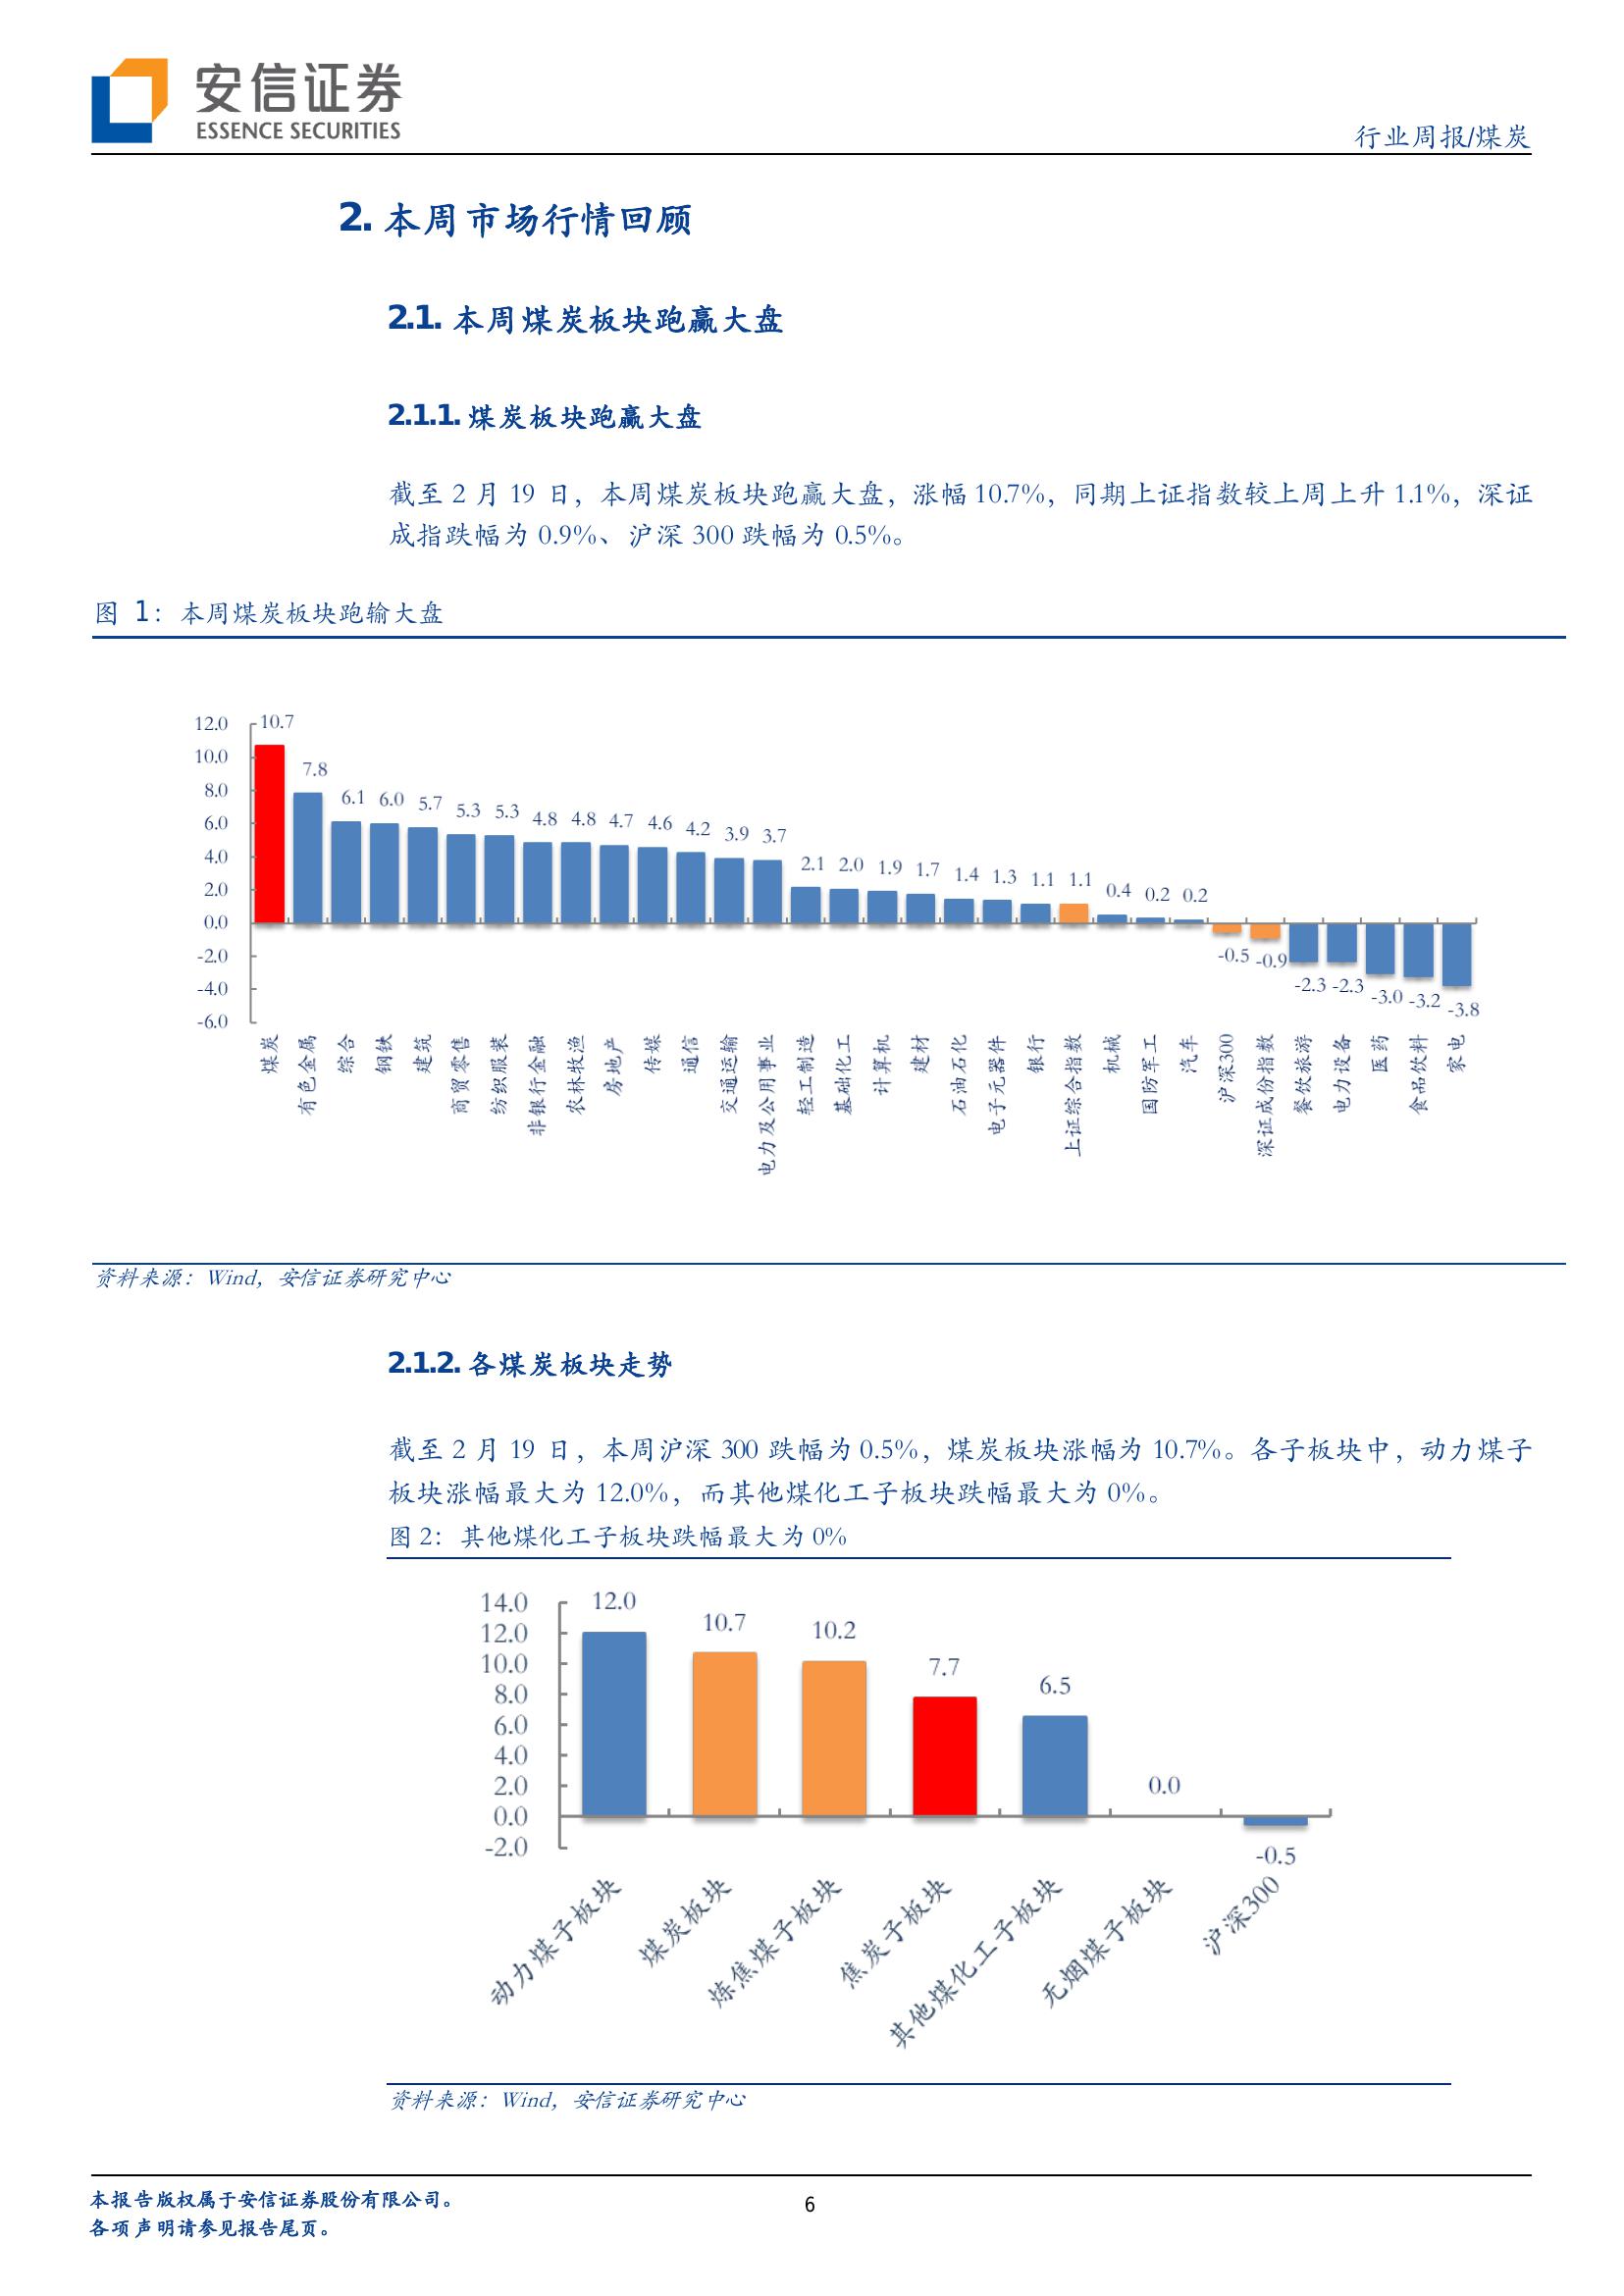 安信证券
ESSENCE SECURITIES
行业周报/煤炭
2. 本周市场行情回顾
2.1. 本周煤炭板块跑赢大盘
2.1.1. 煤炭板块跑赢大盘
截至 2 月 19 日，本周煤炭板块跑赢大盘，涨幅 10.7%，同期上证指数较上周上升 1.1%，深证
成指跌幅为 0.9%、沪深 300 跌幅为 0.5%。
图 1：本周煤炭板块跑输大盘
12.0
10.0
8.0
6.0
4.0
2.0
0.0
-2.0
-4.0
-6.0
10.7
7.8
6.1
6.0
5.7
5.3
5.3
4.8
4.8
4.7
4.6
4.2
3.9
3.7
2.1
2.0
1.9
1.7
1.4
1.3
1.1
1.1
0.4
0.2
0.2
-0.5
-0.9
-2.3
-2.3
-3.0
-3.2
-3.8
煤炭
有色金属
综合
钢铁
建筑
商贸零售
纺织服装
非银行金融
农林牧渔
房地产
传媒
通信
交通运输
电力及公用事业
轻工制造
基础化工
计算机
建材
石油石化
电子元器件
银行
上证综合指数
机械
国防军工
汽车
沪深300
深证成份指数
餐饮旅游
电力设备
医药
食品饮料
家电
资料来源：Wind，安信证券研究中心
2.1.2. 各煤炭板块走势
截至 2 月 19 日，本周沪深 300 跌幅为 0.5%，煤炭板块涨幅为 10.7%。各子板块中，动力煤子
板块涨幅最大为 12.0%，而其他煤化工子板块跌幅最大为 0%。
图 2：其他煤化工子板块跌幅最大为 0%
14.0
12.0
10.0
8.0
6.0
4.0
2.0
0.0
-2.0
12.0
10.7
10.2
7.7
6.5
0.0
-0.5
动力煤子板块
煤炭板块
炼焦煤子板块
焦炭子板块
其他煤化工子板块
无烟煤子板块
沪深300
资料来源：Wind，安信证券研究中心
本报告版权属于安信证券股份有限公司。
各项声明请参见报告尾页。
6